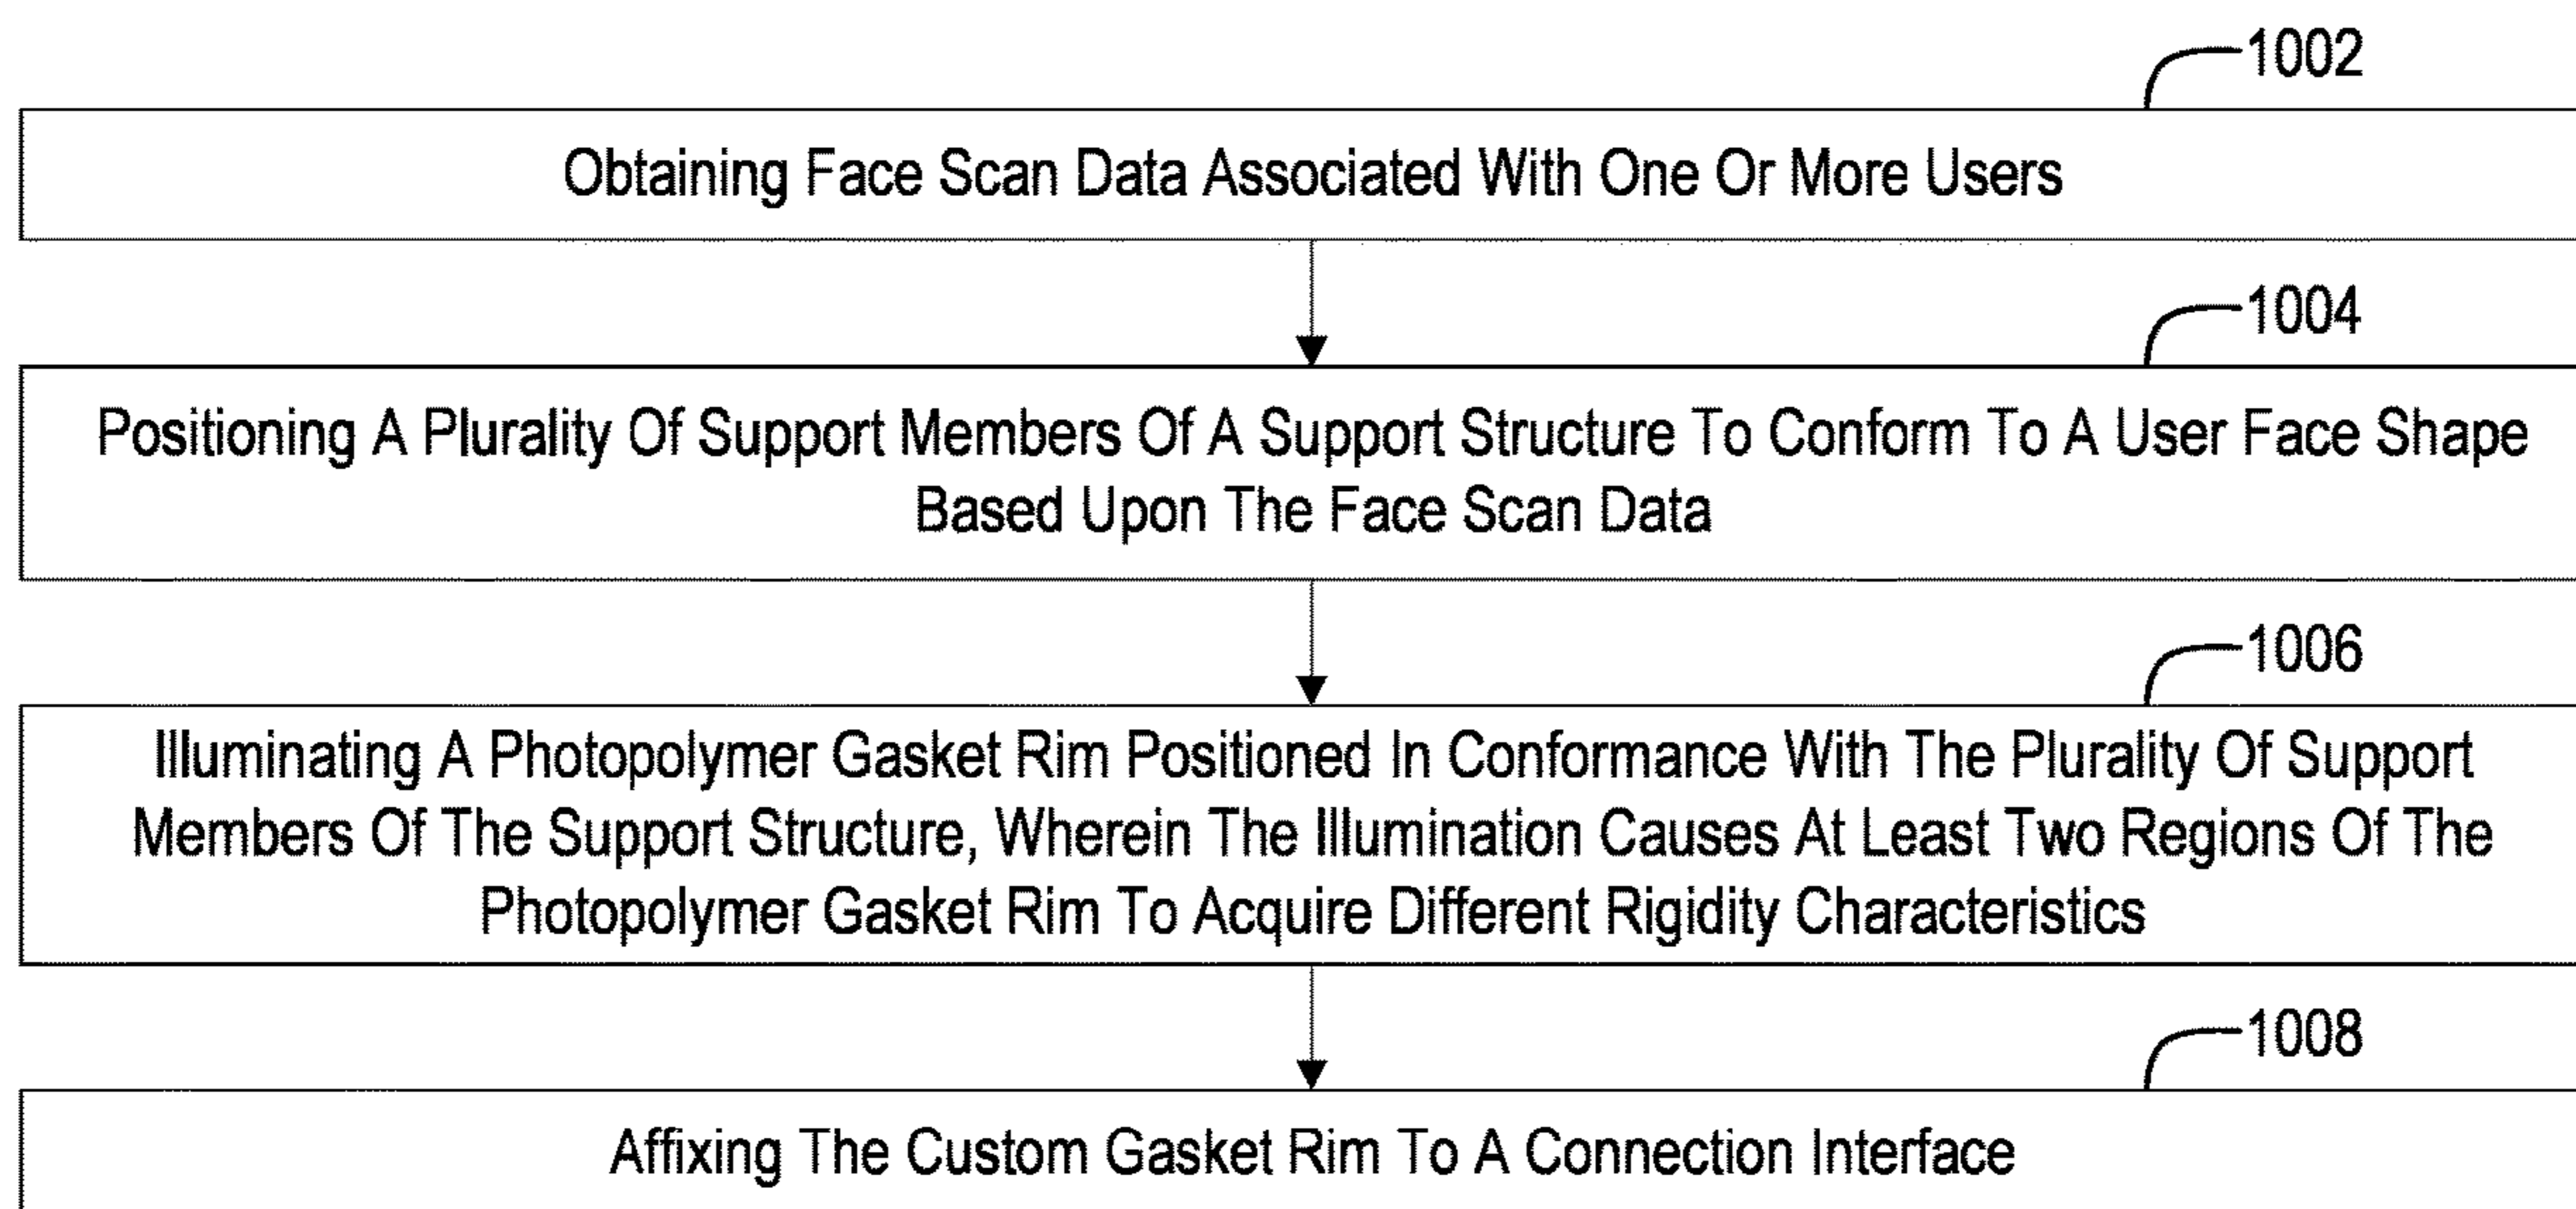 1002
Obtaining Face Scan Data Associated With One Or More Users
1004
Positioning A Plurality Of Support Members Of A Support Structure To Conform To A User Face Shape
Based Upon The Face Scan Data
1006
Illuminating A Photopolymer Gasket Rim Positioned In Conformance With The Plurality Of Support
Members Of The Support Structure, Wherein The Illumination Causes At Least Two Regions Of The
Photopolymer Gasket Rim To Acquire Different Rigidity Characteristics
1008
Affixing The Custom Gasket Rim To A Connection Interface